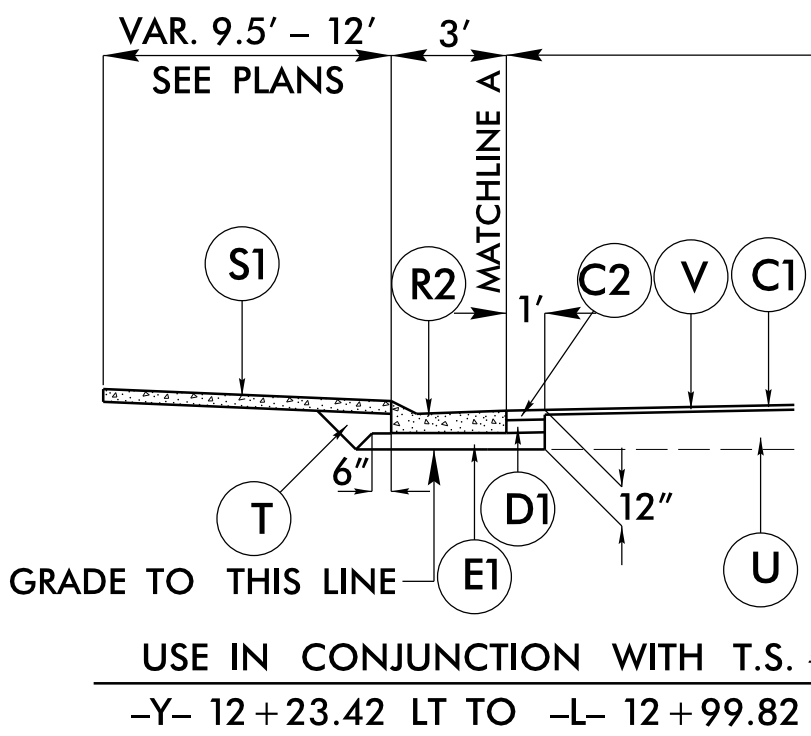 VAR. 9.5' – 12'
3'
SEE PLANS
MATCHLINE A
S1
R2
1'
C2
V
C1
6"
T
D1
12"
GRADE TO THIS LINE
E1
U
USE IN CONJUNCTION WITH T.S.
–Y– 12+23.42 LT TO –L– 12+99.82